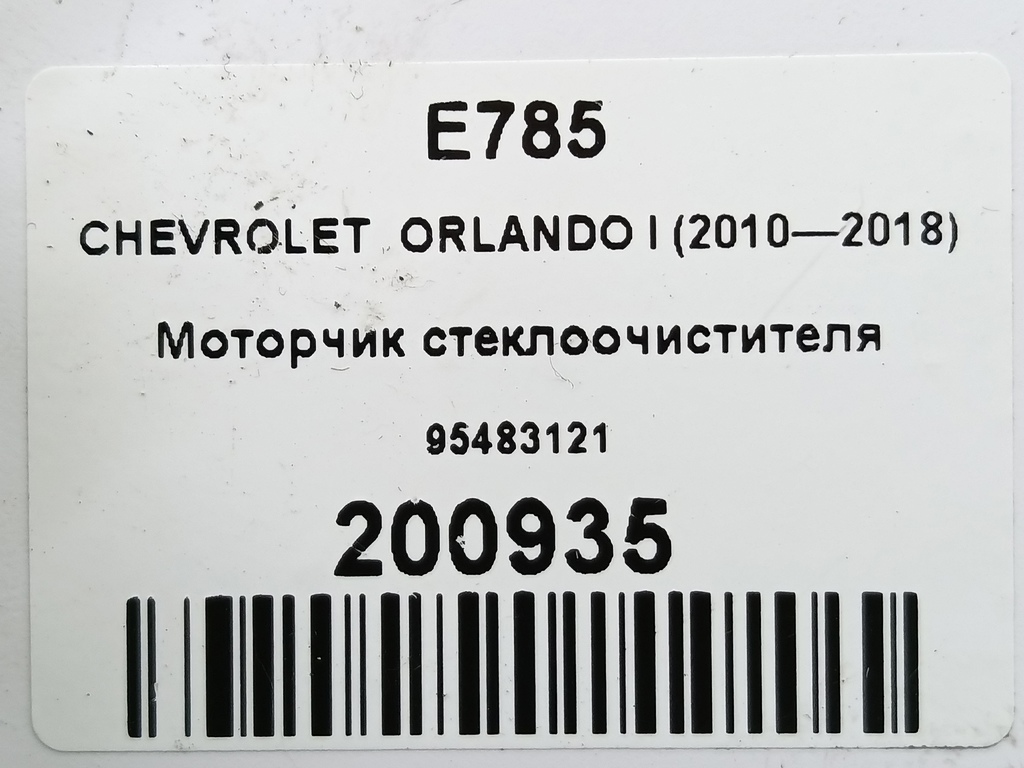 E785
CHEVROLET ORLANDO I (2010—2018)
Моторчик стеклоочистителя
95483121
200935